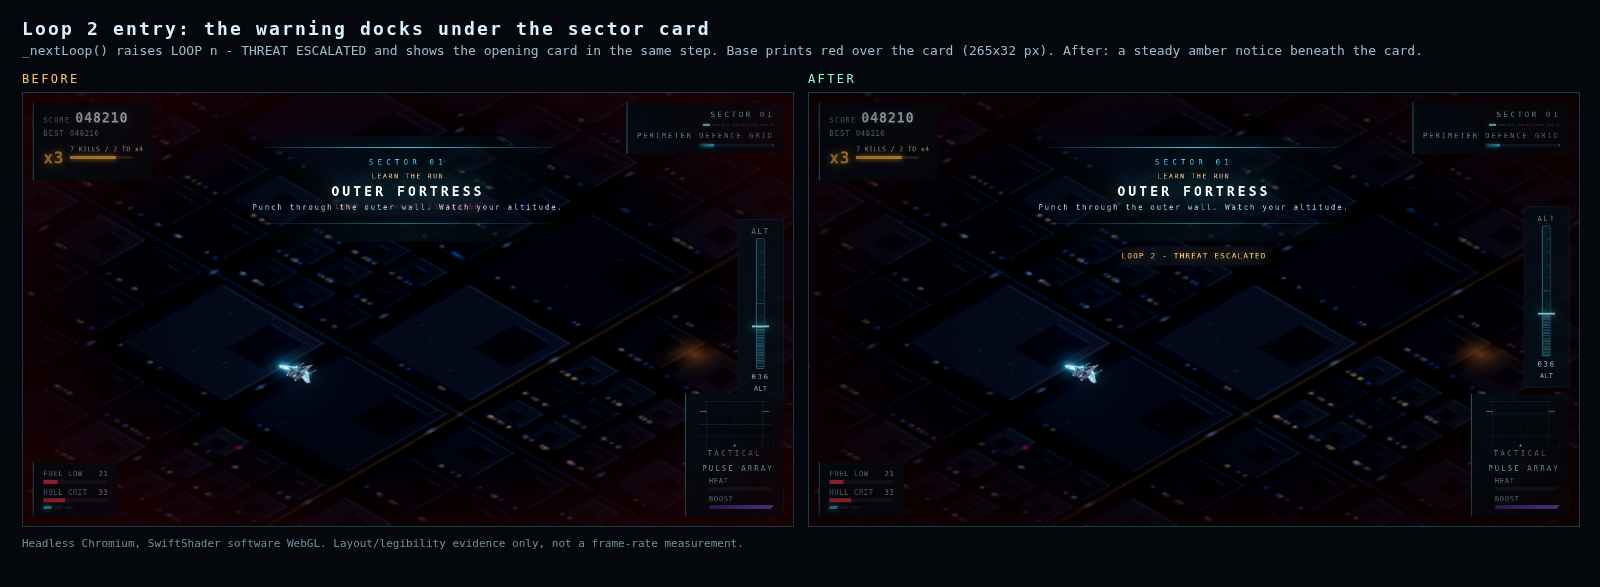 Loop 2 entry: the warning docks under the sector card
_nextLoop() raises LOOP n - THREAT ESCALATED and shows the opening card in the same step. Base prints red over the card (265x32 px). After: a steady amber notice beneath the card.
BEFORE
SCORE 048210
BEST 048210
x3 7 KILLS / 2 TO x4
SECTOR 01
PERIMETER DEFENCE GRID
SECTOR 01
LEARN THE RUN
OUTER FORTRESS
Punch through the outer wall. Watch your altitude.
ALT
036
ALT
TACTICAL
PULSE ARRAY
HEAT
BOOST
FUEL LOW 21
HULL CRIT 33
AFTER
SCORE 048210
BEST 048210
x3 7 KILLS / 2 TO x4
SECTOR 01
PERIMETER DEFENCE GRID
SECTOR 01
LEARN THE RUN
OUTER FORTRESS
Punch through the outer wall. Watch your altitude.
LOOP 2 - THREAT ESCALATED
ALT
036
ALT
TACTICAL
PULSE ARRAY
HEAT
BOOST
FUEL LOW 21
HULL CRIT 33
Headless Chromium, SwiftShader software WebGL. Layout/legibility evidence only, not a frame-rate measurement.